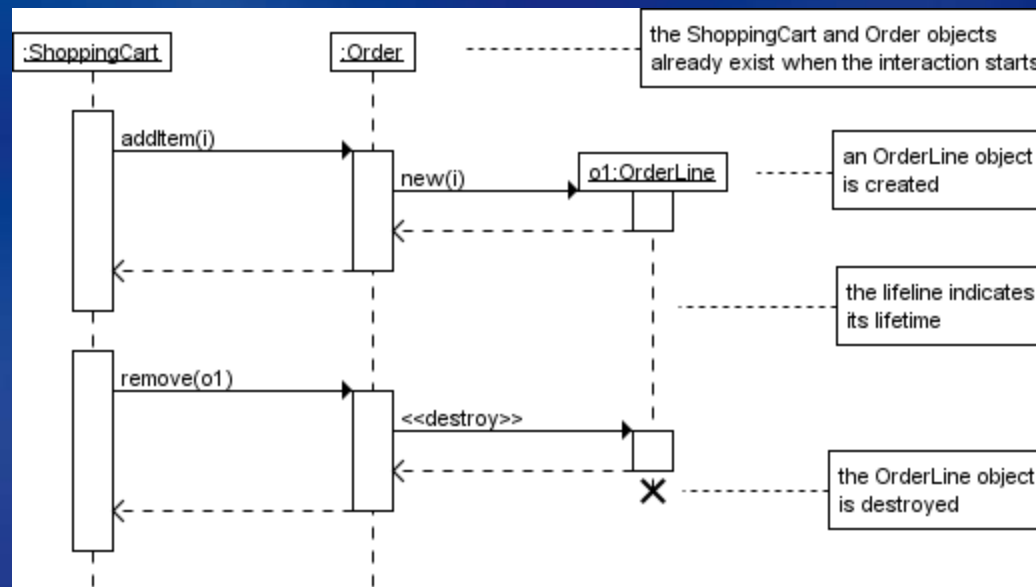 :ShoppingCart
:Order
the ShoppingCart and Order objects
already exist when the interaction starts
addItem(i)
new(i)
o1:OrderLine
an OrderLine object
is created
the lifeline indicates
its lifetime
remove(o1)
<<destroy>>
the OrderLine object
is destroyed